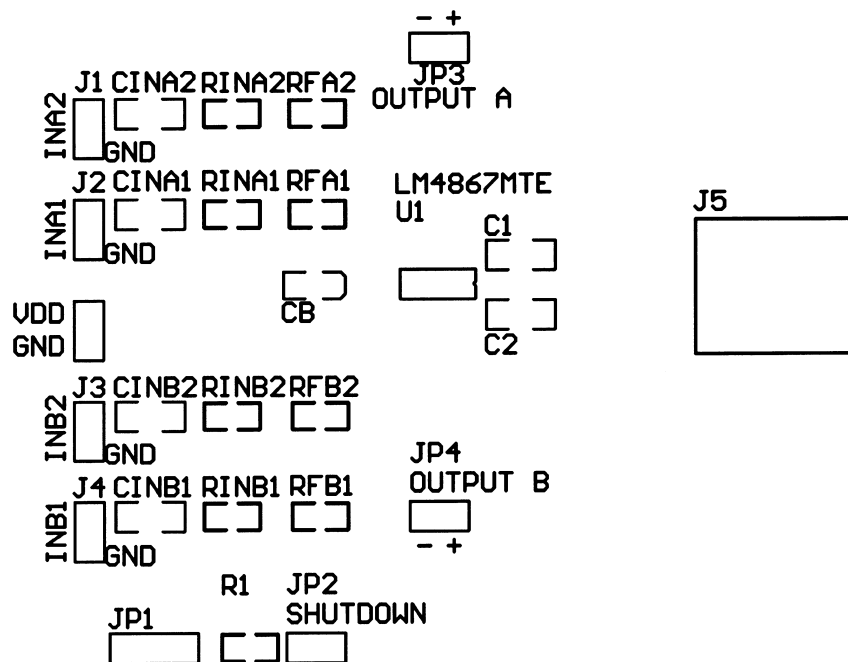 - +
JP3
OUTPUT A
J1 CINA2 RINA2 RFA2
INA2
GND
J2 CINA1 RINA1 RFA1
INA1
GND
LM4867MTE
U1
C1
J5
VDD
GND
CB
C2
J3 CINB2 RINB2 RFB2
INB2
GND
JP4
OUTPUT B
- +
J4 CINB1 RINB1 RFB1
INB1
GND
R1
JP2
SHUTDOWN
JP1